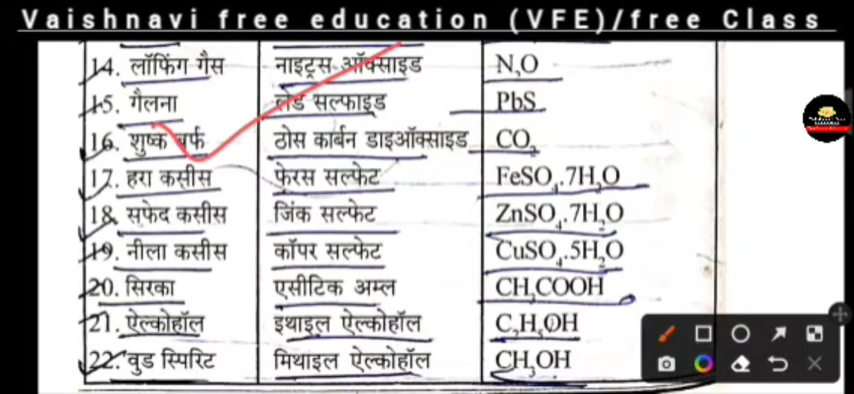 Vaishnavi free education (VFE)/free Class
14. लॉफिंग गैस नाइट्रस ऑक्साइड N₂O
15. गैलना लेड सल्फाइड PbS
16. शुष्क बर्फ ठोस कार्बन डाइऑक्साइड CO₂
17. हरा कसीस फेरस सल्फेट FeSO₄.7H₂O
18. सफेद कसीस जिंक सल्फेट ZnSO₄.7H₂O
19. नीला कसीस कॉपर सल्फेट CuSO₄.5H₂O
20. सिरका एसीटिक अम्ल CH₃COOH
21. ऐल्कोहॉल इथाइल ऐल्कोहॉल C₂H₅OH
22. वुड स्पिरिट मिथाइल ऐल्कोहॉल CH₃OH